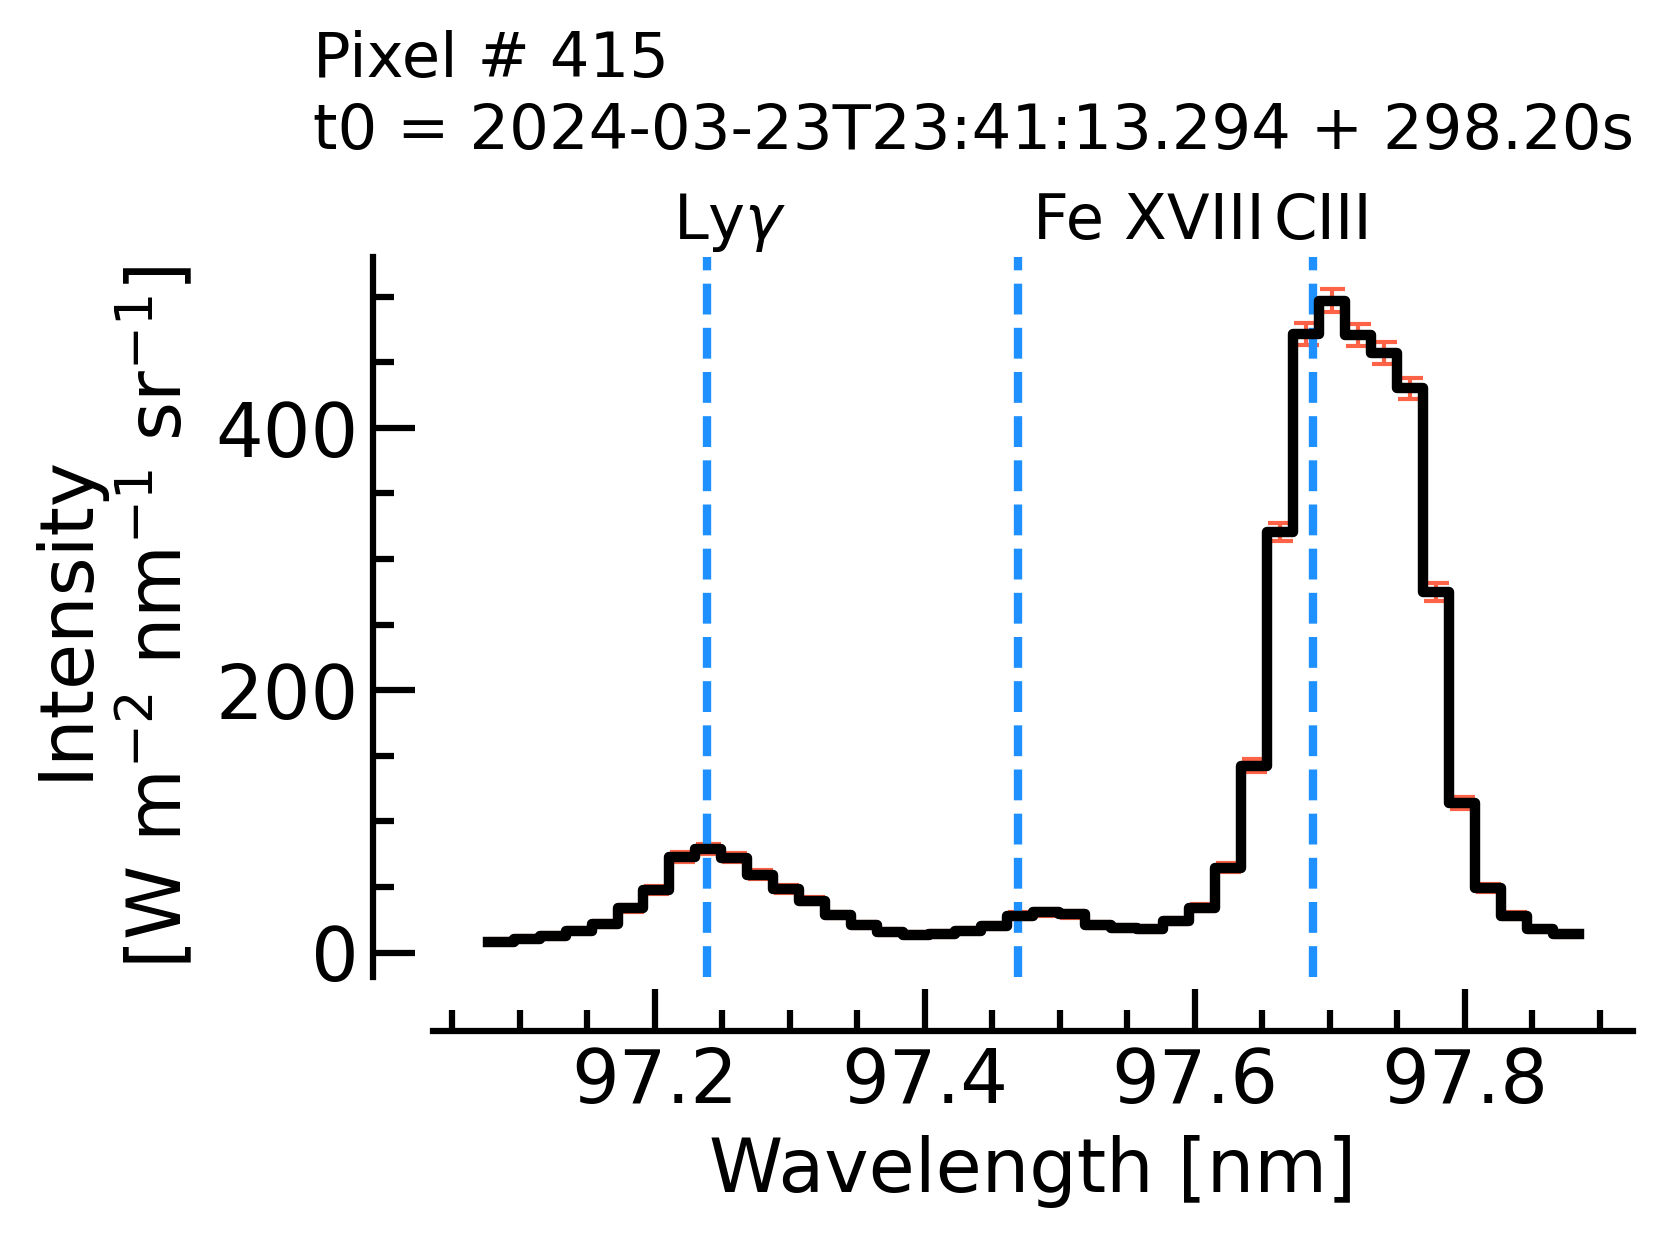 Pixel # 415
t0 = 2024-03-23T23:41:13.294 + 298.20s
Lyγ Fe XVIII CIII
Intensity
[W m⁻² nm⁻¹ sr⁻¹]
400
200
0
97.2 97.4 97.6 97.8
Wavelength [nm]